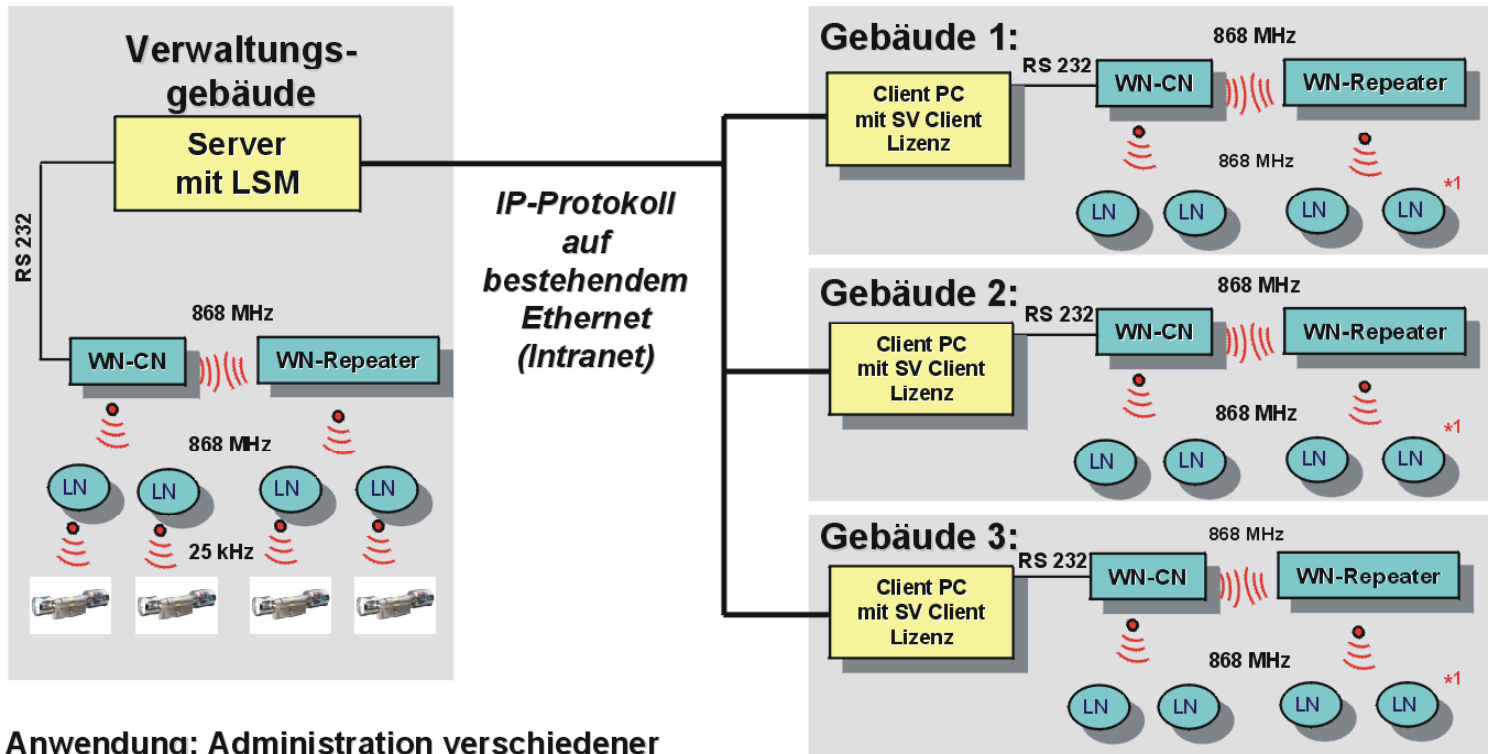 Verwaltungs-
gebäude
Server
mit LSM
RS 232
868 MHz
WN-CN
WN-Repeater
868 MHz
LN
LN
LN
LN
25 kHz
IP-Protokoll
auf
bestehendem
Ethernet
(Intranet)
Gebäude 1:
868 MHz
RS 232
Client PC
mit SV Client
Lizenz
WN-CN
WN-Repeater
868 MHz
LN
LN
LN
LN
*1
Gebäude 2:
868 MHz
RS 232
Client PC
mit SV Client
Lizenz
WN-CN
WN-Repeater
868 MHz
LN
LN
LN
LN
*1
Gebäude 3:
868 MHz
RS 232
Client PC
mit SV Client
Lizenz
WN-CN
WN-Repeater
868 MHz
LN
LN
LN
LN
*1
Anwendung: Administration verschiedener